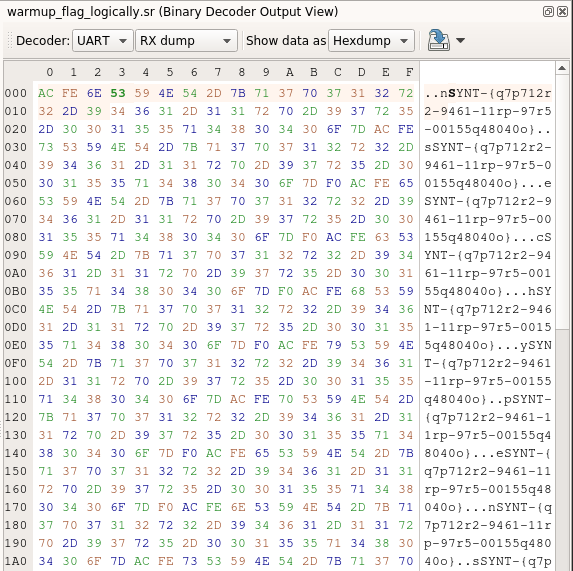 warmup_flag_logically.sr (Binary Decoder Output View)
Decoder: UART RX dump Show data as Hexdump
0 1 2 3 4 5 6 7 8 9 A B C D E F
000 AC FE 6E 53 59 4E 54 2D 7B 71 37 70 37 31 32 72 ..nSYNT-{q7p712r
010 32 2D 39 34 36 31 2D 31 31 72 70 2D 39 37 72 35 2-9461-11rp-97r5
020 2D 30 30 31 35 35 71 34 38 30 34 30 6F 7D AC FE -00155q48040o}..
030 73 53 59 4E 54 2D 7B 71 37 70 37 31 32 72 32 2D sSYNT-{q7p712r2-
040 39 34 36 31 2D 31 31 72 70 2D 39 37 72 35 2D 30 9461-11rp-97r5-0
050 30 31 35 35 71 34 38 30 34 30 6F 7D F0 AC FE 65 0155q48040o}...e
060 53 59 4E 54 2D 7B 71 37 70 37 31 32 72 32 2D 39 SYNT-{q7p712r2-9
070 34 36 31 2D 31 31 72 70 2D 39 37 72 35 2D 30 30 461-11rp-97r5-00
080 31 35 35 71 34 38 30 34 30 6F 7D F0 AC FE 63 53 155q48040o}...cS
090 59 4E 54 2D 7B 71 37 70 37 31 32 72 32 2D 39 34 YNT-{q7p712r2-94
0A0 36 31 2D 31 31 72 70 2D 39 37 72 35 2D 30 30 31 61-11rp-97r5-001
0B0 35 35 71 34 38 30 34 30 6F 7D F0 AC FE 68 53 59 55q48040o}...hSY
0C0 4E 54 2D 7B 71 37 70 37 31 32 72 32 2D 39 34 36 NT-{q7p712r2-946
0D0 31 2D 31 31 72 70 2D 39 37 72 35 2D 30 30 31 35 1-11rp-97r5-0015
0E0 35 71 34 38 30 34 30 6F 7D F0 AC FE 79 53 59 4E 5q48040o}...ySYN
0F0 54 2D 7B 71 37 70 37 31 32 72 32 2D 39 34 36 31 T-{q7p712r2-9461
100 2D 31 31 72 70 2D 39 37 72 35 2D 30 30 31 35 35 -11rp-97r5-00155
110 71 34 38 30 34 30 6F 7D AC FE 70 53 59 4E 54 2D q48040o}..pSYNT-
120 7B 71 37 70 37 31 32 72 32 2D 39 34 36 31 2D 31 {q7p712r2-9461-1
130 31 72 70 2D 39 37 72 35 2D 30 30 31 35 35 71 34 1rp-97r5-00155q4
140 38 30 34 30 6F 7D F0 AC FE 65 53 59 4E 54 2D 7B 8040o}...eSYNT-{
150 71 37 70 37 31 32 72 32 2D 39 34 36 31 2D 31 31 q7p712r2-9461-11
160 72 70 2D 39 37 72 35 2D 30 30 31 35 35 71 34 38 rp-97r5-00155q48
170 30 34 30 6F 7D F0 AC FE 6E 53 59 4E 54 2D 7B 71 040o}...nSYNT-{q
180 37 70 37 31 32 72 32 2D 39 34 36 31 2D 31 31 72 7p712r2-9461-11r
190 70 2D 39 37 72 35 2D 30 30 31 35 35 71 34 38 30 p-97r5-00155q480
1A0 34 30 6F 7D AC FE 73 53 59 4E 54 2D 7B 71 37 70 40o}..sSYNT-{q7p